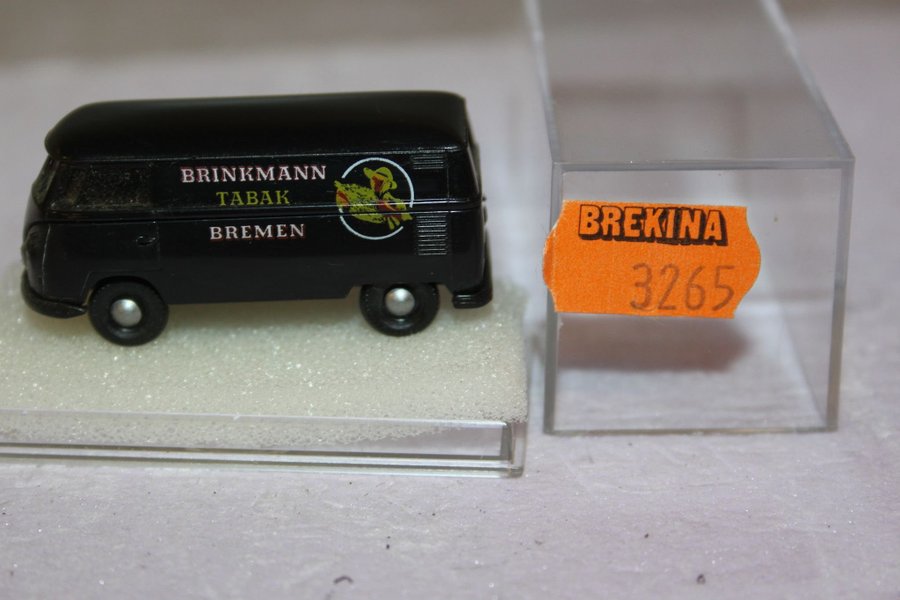 BRINKMANN
TABAK
BREMEN
BREKINA
3265